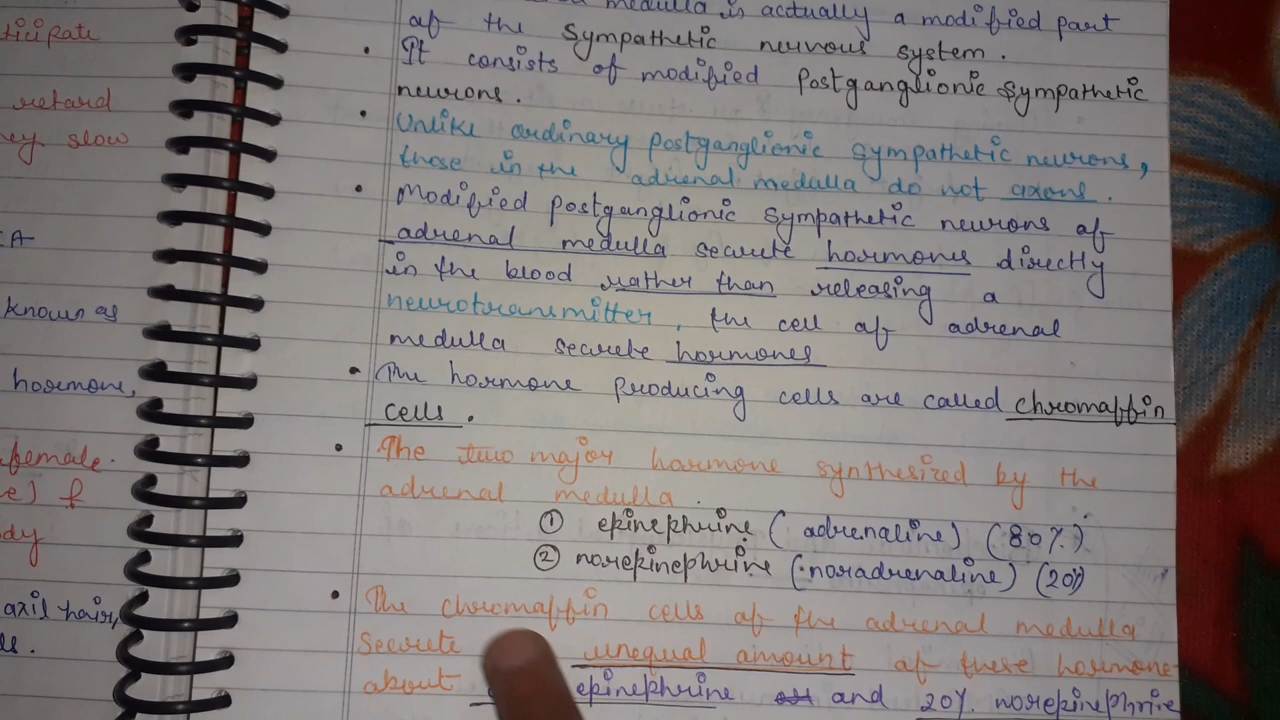 ticipate
retard
ey slow
known as
hormone,
female.
dy
axil hair,
medulla is actually a modified part
of the sympathetic nervous system.
• It consists of modified Postganglionic sympathetic
neurons.
• Unlike ordinary postganglionic sympathetic neurons,
those in the adrenal medulla do not axons.
• Modified postganglionic sympathetic neurons of
adrenal medulla secrete hormones directly
in the blood rather than releasing a
neurotransmitter, the cell of adrenal
medulla secrete hormones
• The hormone producing cells are called chromaffin
cells.
• The two major hormone synthesized by the
adrenal medulla.
① epinephrine (adrenaline) (80%)
② norepinephrine (noradrenaline) (20%)
• The chromaffin cells of the adrenal medulla
secrete unequal amount of these hormone
about epinephrine and 20% norepinephrine